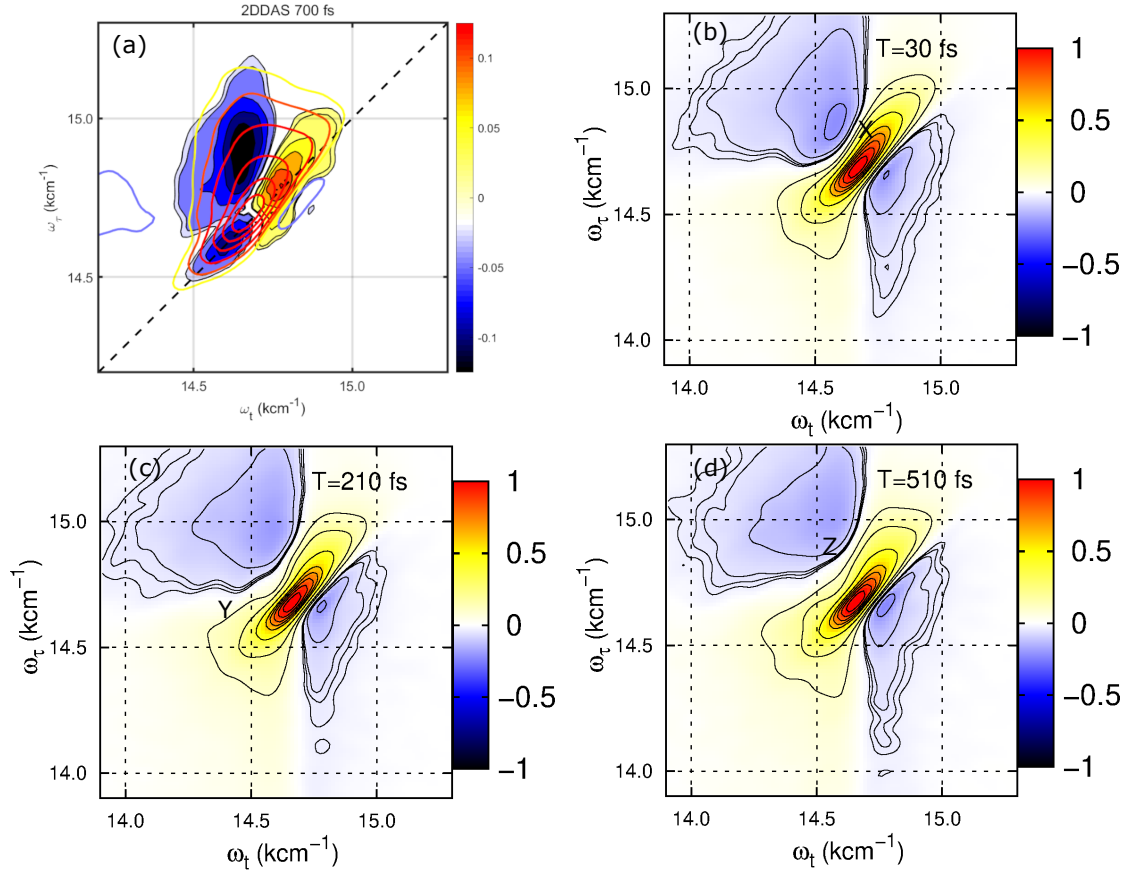 2DDAS 700 fs
(a)
15.0
14.5
ω_τ (kcm⁻¹)
14.5
15.0
ω_t (kcm⁻¹)
0.1
0.05
0
-0.05
-0.1
(b)
T=30 fs
X
15.0
14.5
14.0
ω_τ (kcm⁻¹)
14.0
14.5
15.0
ω_t (kcm⁻¹)
1
0.5
0
−0.5
−1
(c)
T=210 fs
Y
15.0
14.5
14.0
ω_τ (kcm⁻¹)
14.0
14.5
15.0
ω_t (kcm⁻¹)
1
0.5
0
−0.5
−1
(d)
T=510 fs
Z
15.0
14.5
14.0
ω_τ (kcm⁻¹)
14.0
14.5
15.0
ω_t (kcm⁻¹)
1
0.5
0
−0.5
−1